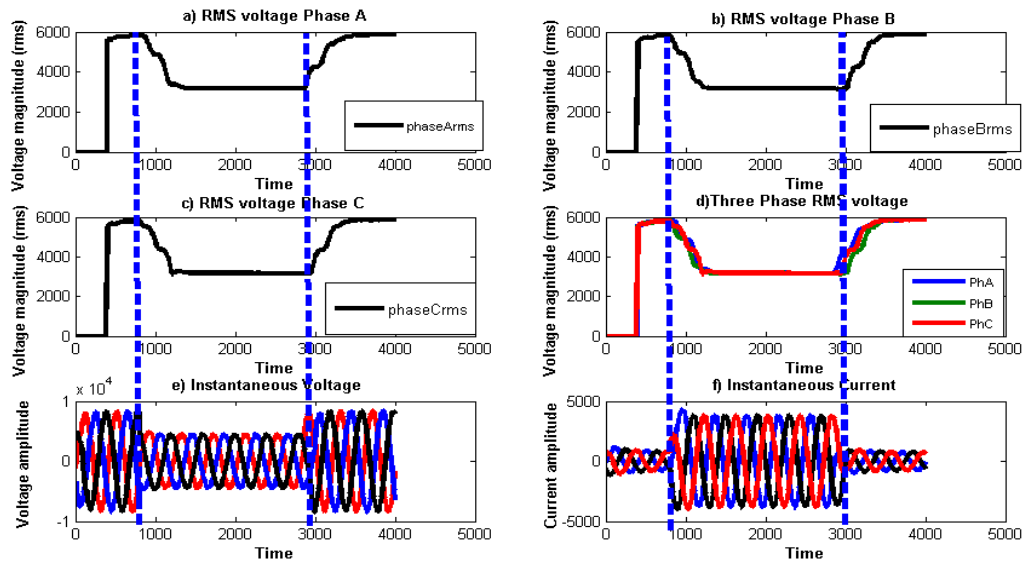 a) RMS voltage Phase A
Voltage magnitude (rms)
6000
4000
2000
0
phaseArms
0 1000 2000 3000 4000 5000
Time
b) RMS voltage Phase B
Voltage magnitude (rms)
6000
4000
2000
0
phaseBrms
0 1000 2000 3000 4000 5000
Time
c) RMS voltage Phase C
Voltage magnitude (rms)
6000
4000
2000
0
phaseCrms
0 1000 2000 3000 4000 5000
Time
d)Three Phase RMS voltage
Voltage magnitude (rms)
6000
4000
2000
0
PhA
PhB
PhC
0 1000 2000 3000 4000 5000
Time
e) Instantaneous Voltage
x 10^4
Voltage amplitude
1
0
-1
0 1000 2000 3000 4000 5000
Time
f) Instantaneous Current
Current amplitude
5000
0
-5000
0 1000 2000 3000 4000 5000
Time